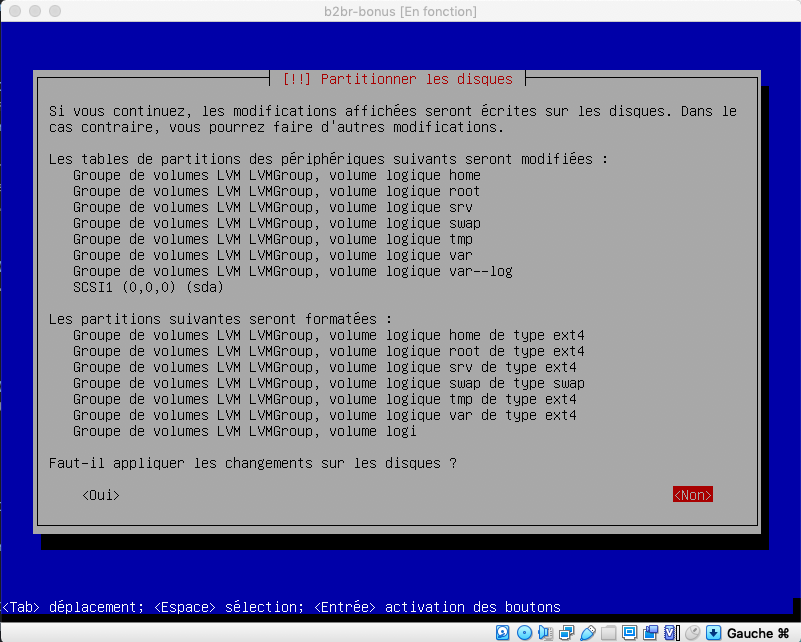 b2br-bonus [En fonction]
[!!] Partitionner les disques
Si vous continuez, les modifications affichées seront écrites sur les disques. Dans le
cas contraire, vous pourrez faire d'autres modifications.
Les tables de partitions des périphériques suivants seront modifiées :
Groupe de volumes LVM LVMGroup, volume logique home
Groupe de volumes LVM LVMGroup, volume logique root
Groupe de volumes LVM LVMGroup, volume logique srv
Groupe de volumes LVM LVMGroup, volume logique swap
Groupe de volumes LVM LVMGroup, volume logique tmp
Groupe de volumes LVM LVMGroup, volume logique var
Groupe de volumes LVM LVMGroup, volume logique var--log
SCSI1 (0,0,0) (sda)
Les partitions suivantes seront formatées :
Groupe de volumes LVM LVMGroup, volume logique home de type ext4
Groupe de volumes LVM LVMGroup, volume logique root de type ext4
Groupe de volumes LVM LVMGroup, volume logique srv de type ext4
Groupe de volumes LVM LVMGroup, volume logique swap de type swap
Groupe de volumes LVM LVMGroup, volume logique tmp de type ext4
Groupe de volumes LVM LVMGroup, volume logique var de type ext4
Groupe de volumes LVM LVMGroup, volume logi
Faut-il appliquer les changements sur les disques ?
<Oui> <Non>
<Tab> déplacement; <Espace> sélection; <Entrée> activation des boutons
Gauche ⌘